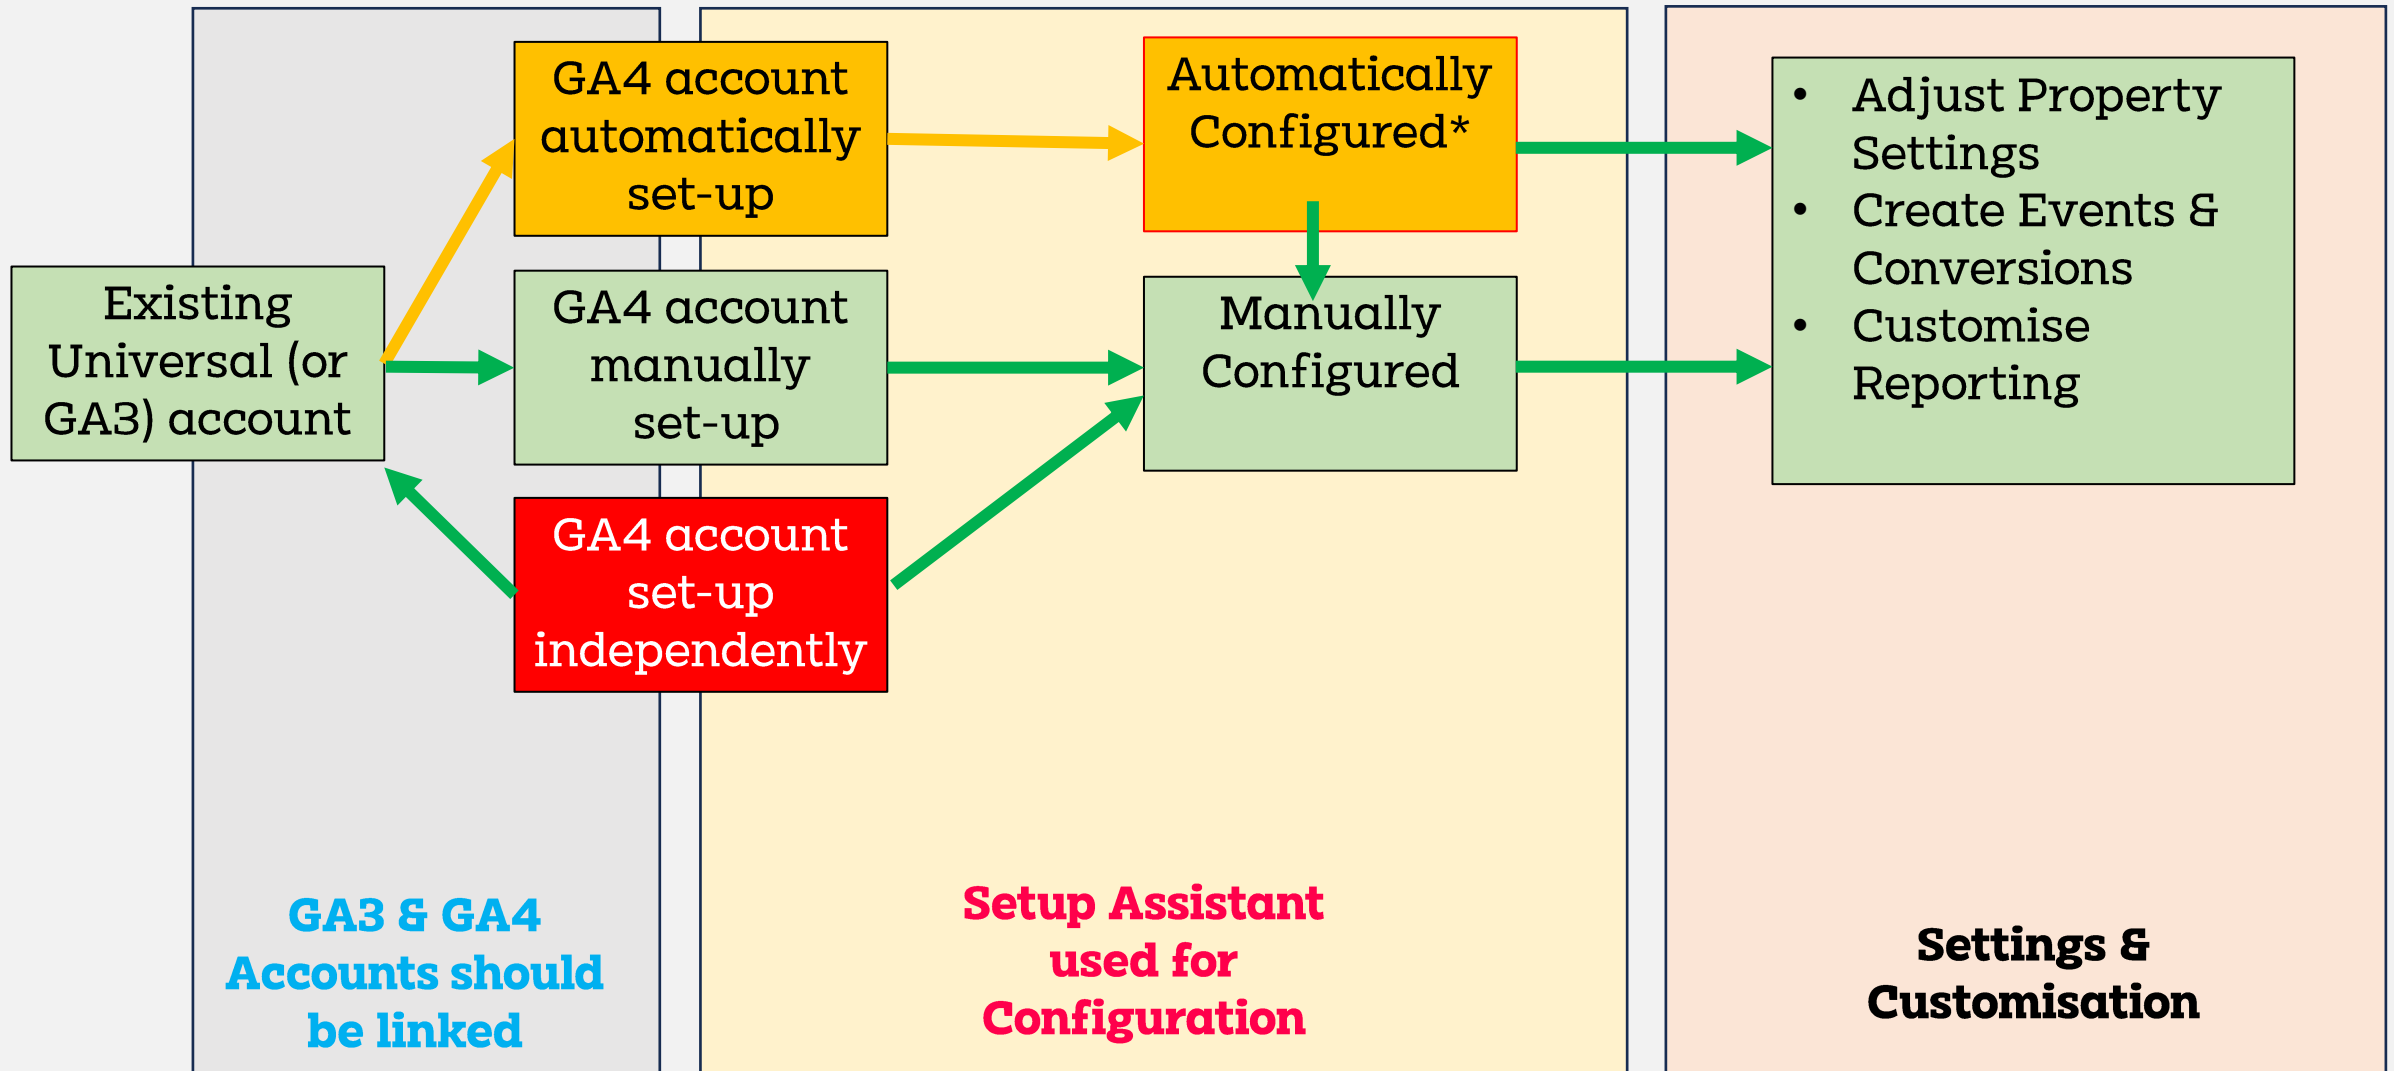 Existing
Universal (or
GA3) account
GA4 account
automatically
set-up
GA4 account
manually
set-up
GA4 account
set-up
independently
Automatically
Configured*
Manually
Configured
• Adjust Property
Settings
• Create Events &
Conversions
• Customise
Reporting
GA3 & GA4
Accounts should
be linked
Setup Assistant
used for
Configuration
Settings &
Customisation